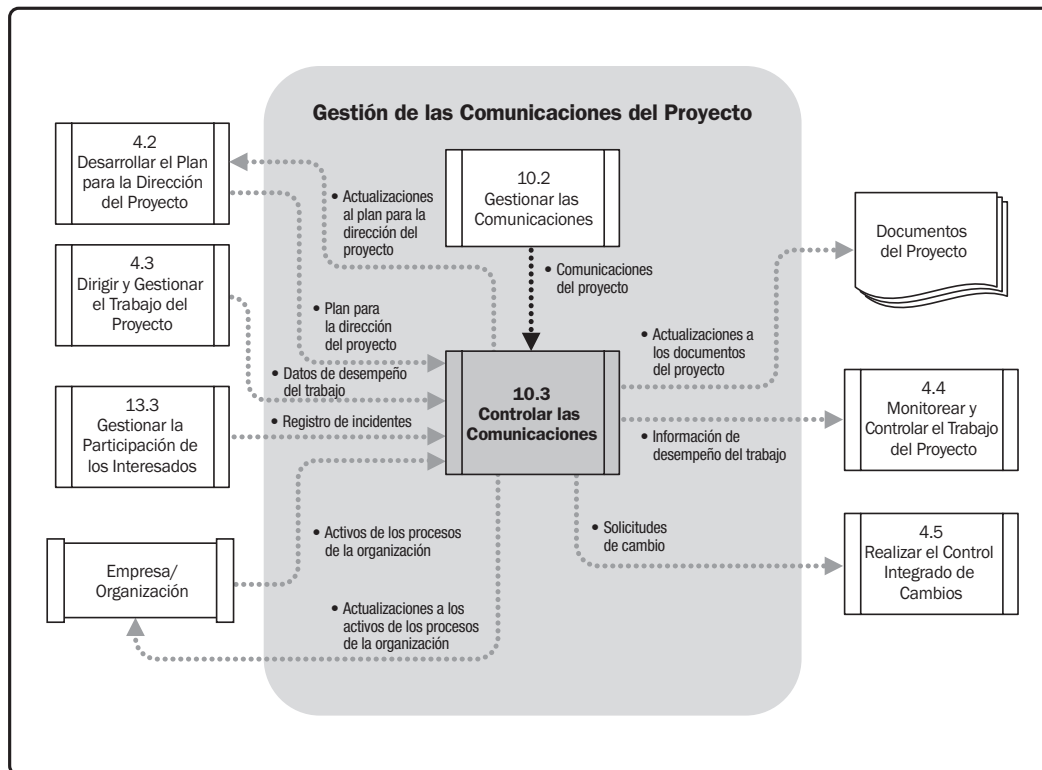 Gestión de las Comunicaciones del Proyecto
4.2
Desarrollar el Plan
para la Dirección
del Proyecto
4.3
Dirigir y Gestionar
el Trabajo del
Proyecto
13.3
Gestionar la
Participación de
los Interesados
Empresa/
Organización
• Actualizaciones
al plan para la
dirección del
proyecto
• Plan para
la dirección
del proyecto
• Datos de desempeño
del trabajo
• Registro de incidentes
• Activos de los procesos
de la organización
• Actualizaciones a los
activos de los procesos
de la organización
10.2
Gestionar las
Comunicaciones
• Comunicaciones
del proyecto
10.3
Controlar las
Comunicaciones
• Actualizaciones a
los documentos
del proyecto
• Información de
desempeño del trabajo
• Solicitudes
de cambio
Documentos
del Proyecto
4.4
Monitorear y
Controlar el Trabajo
del Proyecto
4.5
Realizar el Control
Integrado de
Cambios